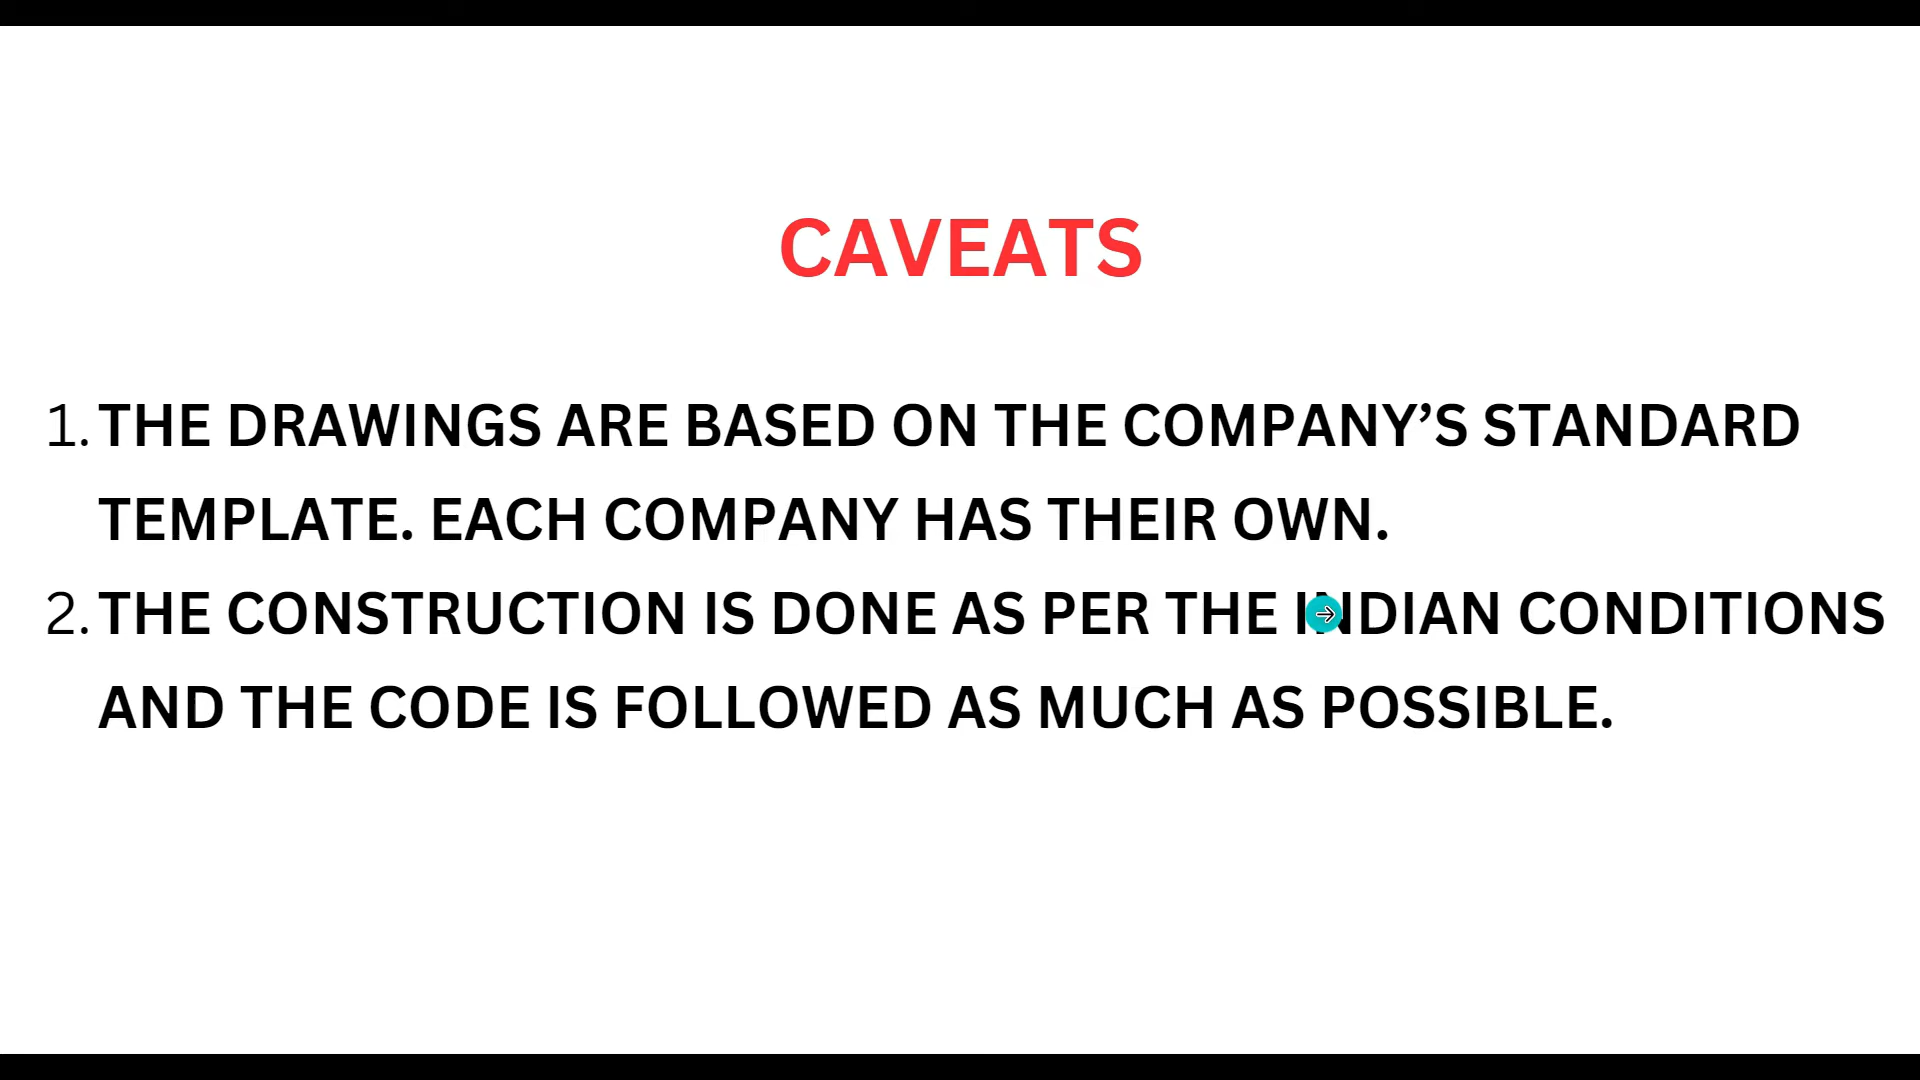 CAVEATS
1. THE DRAWINGS ARE BASED ON THE COMPANY’S STANDARD
TEMPLATE. EACH COMPANY HAS THEIR OWN.
2. THE CONSTRUCTION IS DONE AS PER THE INDIAN CONDITIONS
AND THE CODE IS FOLLOWED AS MUCH AS POSSIBLE.